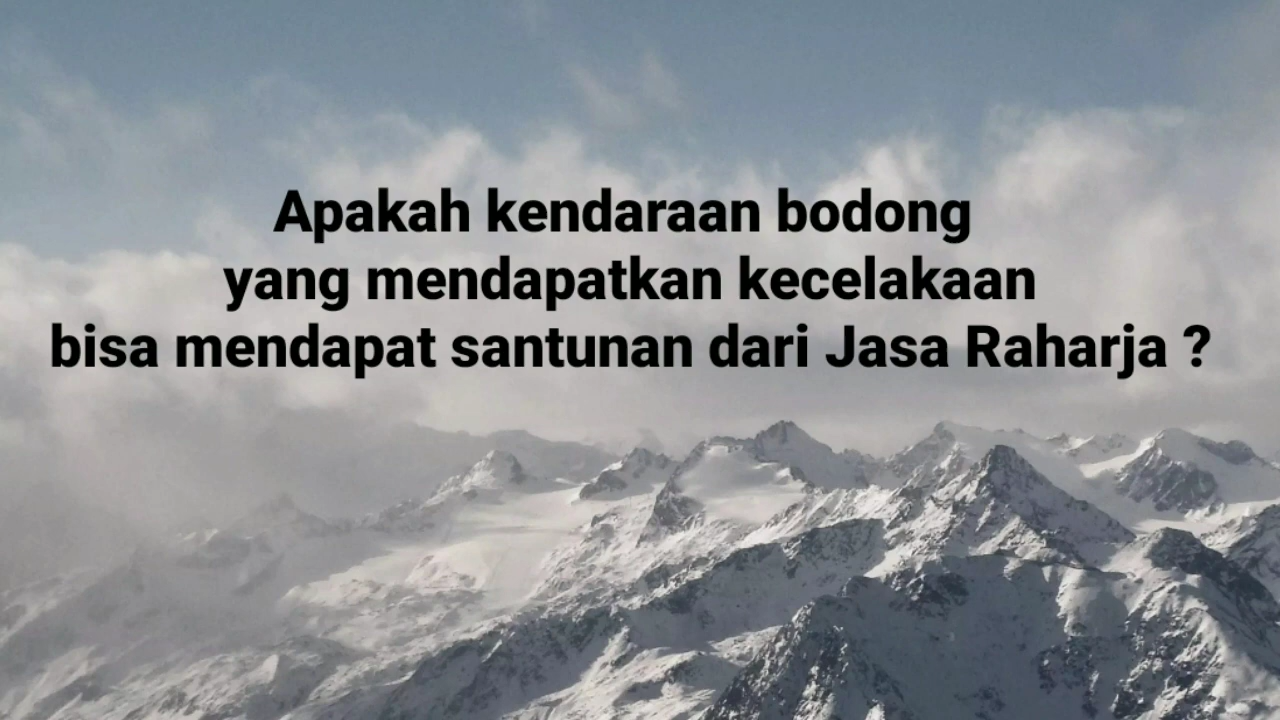 Apakah kendaraan bodong
yang mendapatkan kecelakaan
bisa mendapat santunan dari Jasa Raharja ?